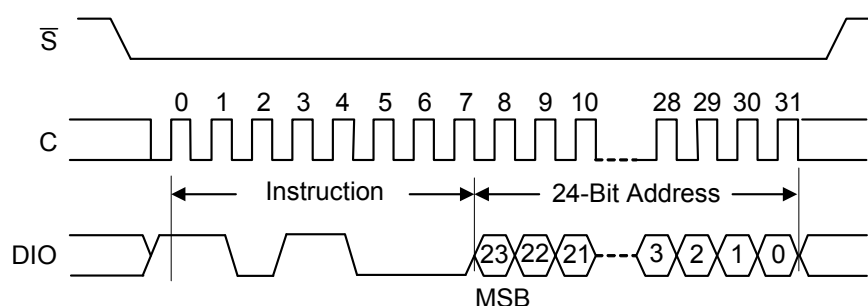 S̅
0 1 2 3 4 5 6 7 8 9 10 28 29 30 31
C
Instruction 24-Bit Address
DIO 23 22 21 3 2 1 0
MSB